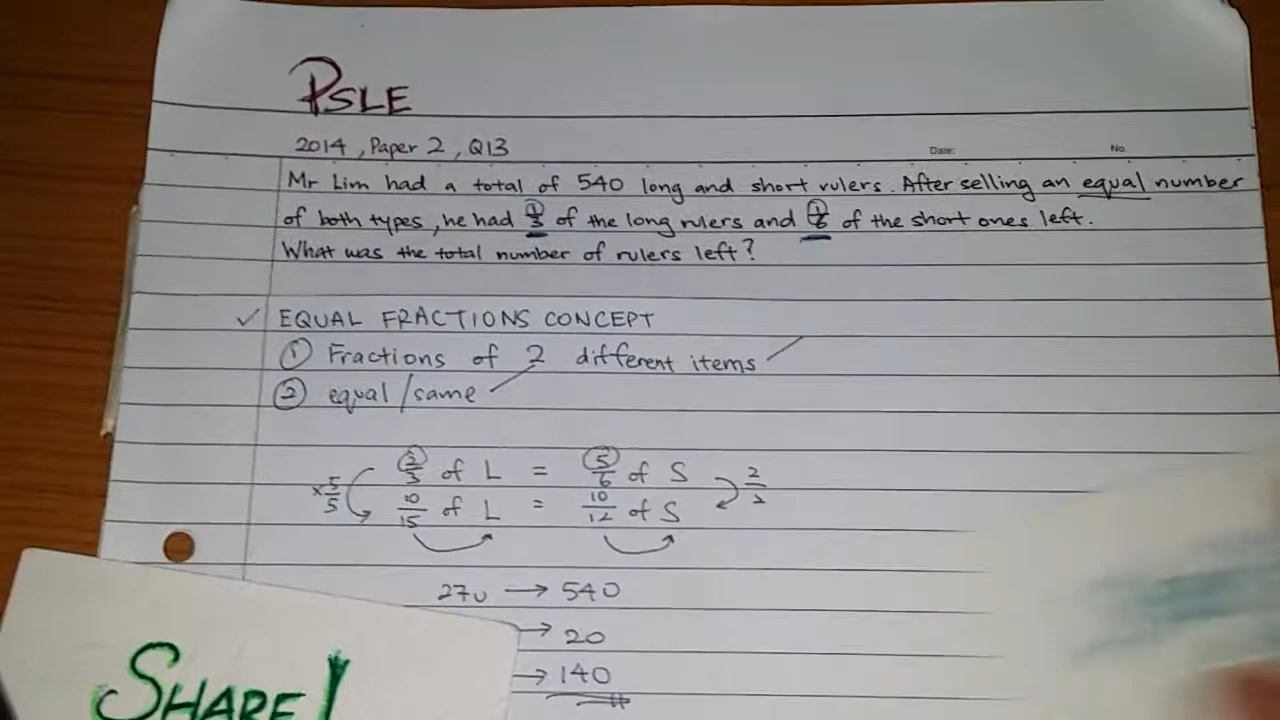 PSLE
2014, Paper 2, Q13
Date: No.
Mr Lim had a total of 540 long and short rulers. After selling an equal number
of both types, he had 1/3 of the long rulers and 1/6 of the short ones left.
What was the total number of rulers left?
✓ EQUAL FRACTIONS CONCEPT
① Fractions of 2 different items
② equal/same
2/3 of L = 5/6 of S 2/2
×5/5 10/15 of L = 10/12 of S
27u → 540
→ 20
→ 140
SHARE!